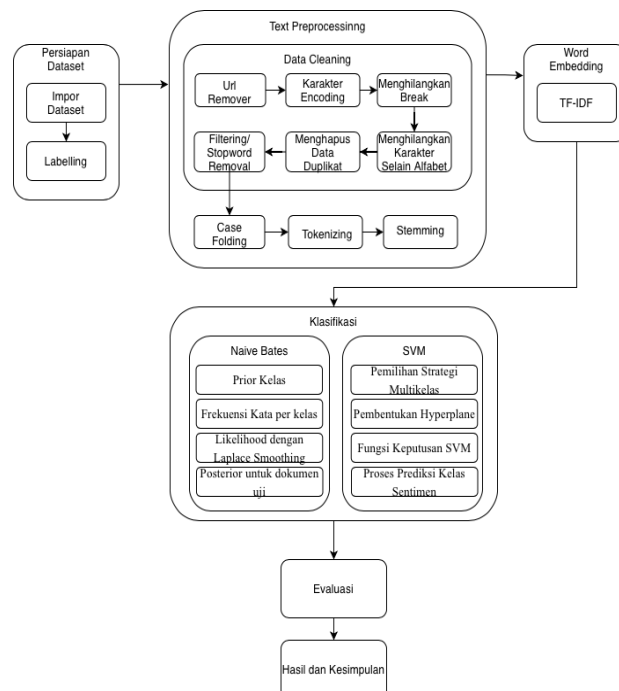 Persiapan
Dataset
Impor
Dataset
Labelling
Text Preprocessinng
Data Cleaning
Url
Remover
Karakter
Encoding
Menghilangkan
Break
Filtering/
Stopword
Removal
Menghapus
Data
Duplikat
Menghilangkan
Karakter
Selain Alfabet
Case
Folding
Tokenizing
Stemming
Word
Embedding
TF-IDF
Klasifikasi
Naive Bates
Prior Kelas
Frekuensi Kata per kelas
Likelihood dengan
Laplace Smoothing
Posterior untuk dokumen
uji
SVM
Pemilihan Strategi
Multikelas
Pembentukan Hyperplane
Fungsi Keputusan SVM
Proses Prediksi Kelas
Sentimen
Evaluasi
Hasil dan Kesimpulan